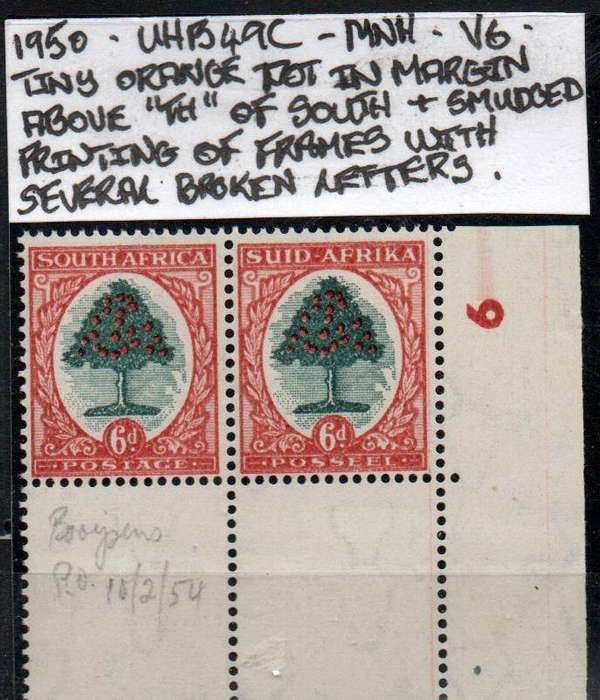 1950 · UHB49C - MNH · VG ·
TINY ORANGE DOT IN MARGIN
ABOVE "TH" OF SOUTH + SMUDGED
PRINTING OF FRAMES WITH
SEVERAL BROKEN LETTERS.
SOUTH AFRICA
SUID-AFRIKA
6
6d
6d
POSTAGE
POSSEEL
Booysens
P.O. 10/2/54